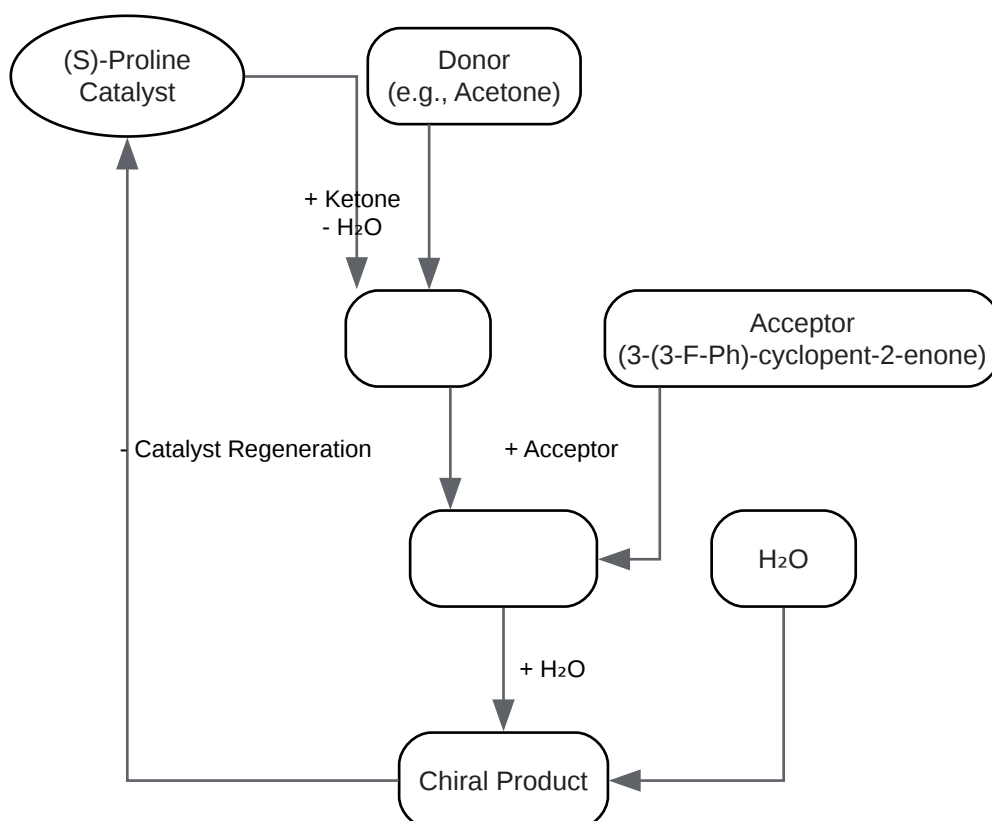 (S)-Proline
Catalyst
Donor
(e.g., Acetone)
+ Ketone
- H₂O
Acceptor
(3-(3-F-Ph)-cyclopent-2-enone)
- Catalyst Regeneration
+ Acceptor
H₂O
+ H₂O
Chiral Product